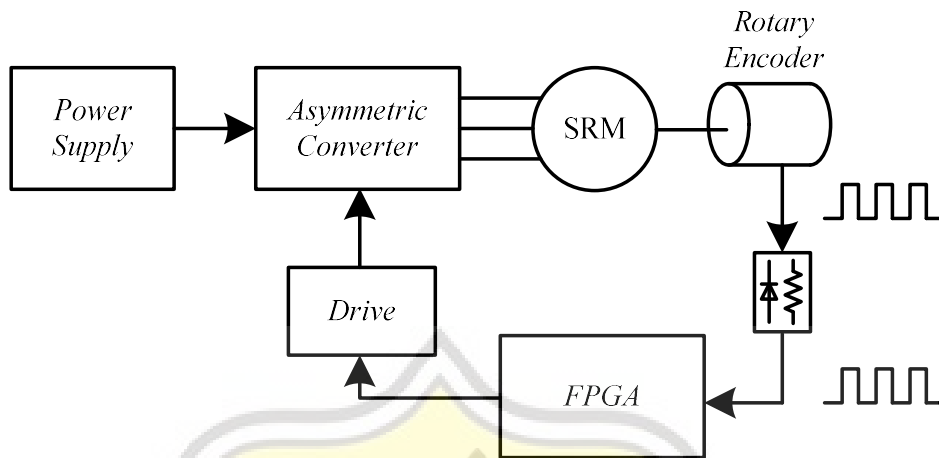 Rotary
Encoder
Power
Supply
Asymmetric
Converter
SRM
Drive
FPGA